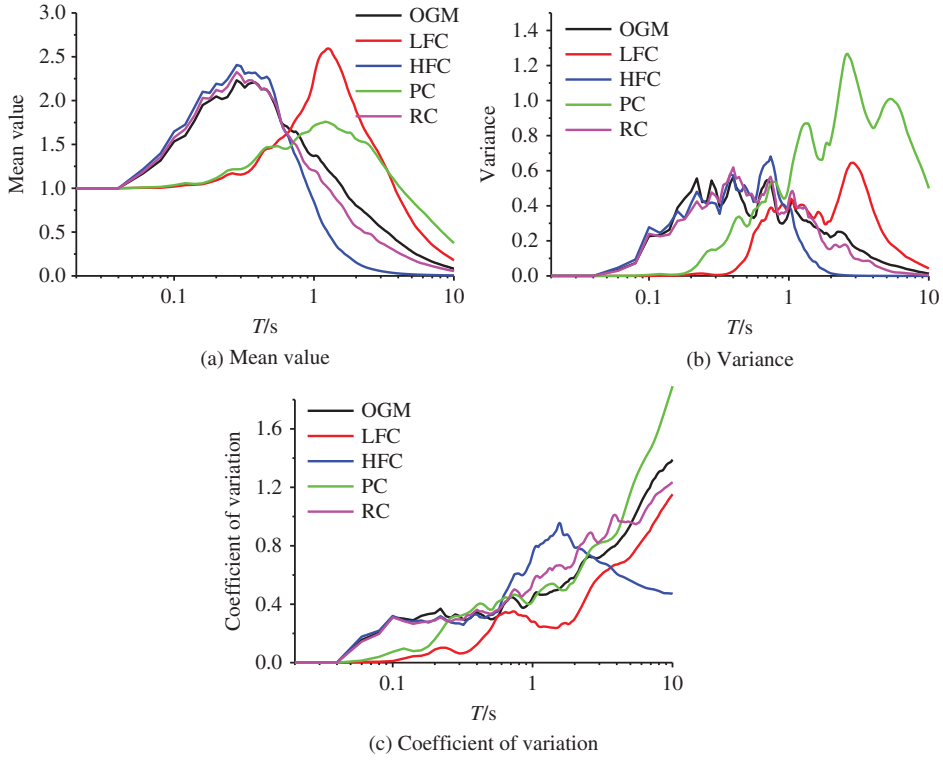 3.0
2.5
2.0
1.5
1.0
0.5
0.0
Mean value
OGM
LFC
HFC
PC
RC
0.1
1
10
T/s
(a) Mean value
1.4
1.2
1.0
0.8
0.6
0.4
0.2
0.0
Variance
OGM
LFC
HFC
PC
RC
0.1
1
10
T/s
(b) Variance
1.6
1.2
0.8
0.4
0.0
Coefficient of variation
OGM
LFC
HFC
PC
RC
0.1
1
10
T/s
(c) Coefficient of variation